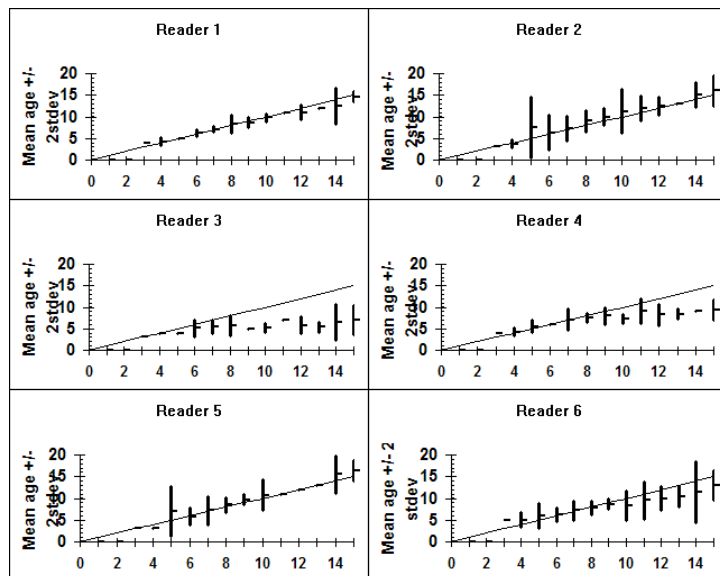 Reader 1
Mean age +/-
2stdev
20
15
10
5
0
0 2 4 6 8 10 12 14
Reader 2
Mean age +/-
2stdev
20
15
10
5
0
0 2 4 6 8 10 12 14
Reader 3
Mean age +/-
2stdev
20
15
10
5
0
0 2 4 6 8 10 12 14
Reader 4
Mean age +/-
2stdev
20
15
10
5
0
0 2 4 6 8 10 12 14
Reader 5
Mean age +/-
2stdev
20
15
10
5
0
0 2 4 6 8 10 12 14
Reader 6
Mean age +/- 2
stdev
20
15
10
5
0
0 2 4 6 8 10 12 14